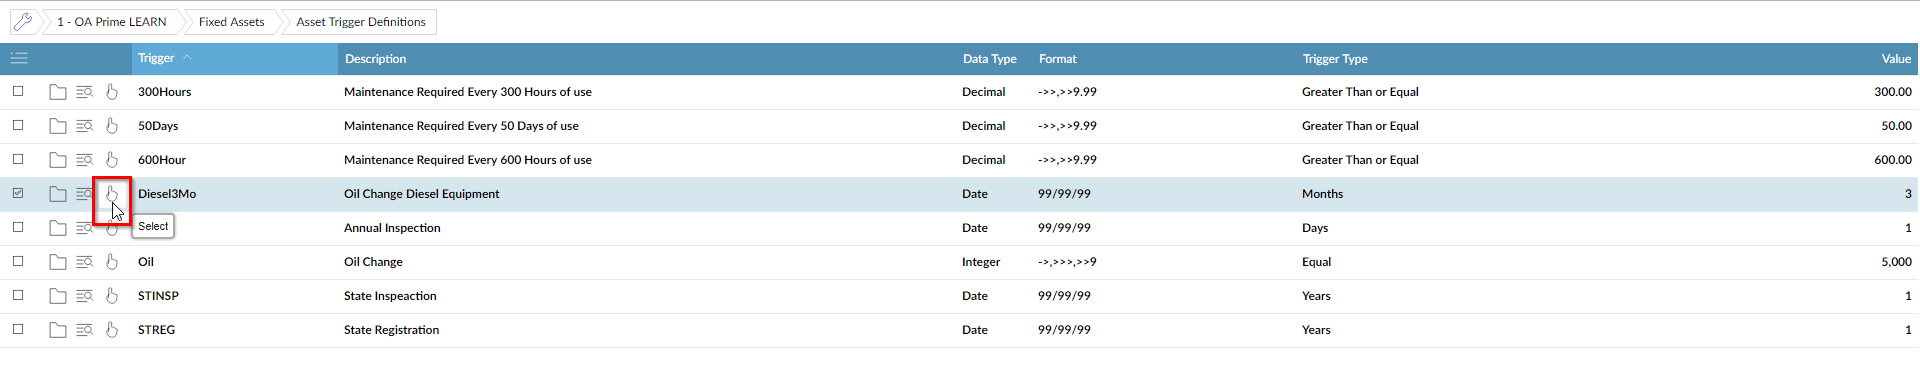 1 - OA Prime LEARN Fixed Assets Asset Trigger Definitions
Trigger Description Data Type Format Trigger Type Value
300Hours Maintenance Required Every 300 Hours of use Decimal ->>,>>9.99 Greater Than or Equal 300.00
50Days Maintenance Required Every 50 Days of use Decimal ->>,>>9.99 Greater Than or Equal 50.00
600Hour Maintenance Required Every 600 Hours of use Decimal ->>,>>9.99 Greater Than or Equal 600.00
Diesel3Mo Oil Change Diesel Equipment Date 99/99/99 Months 3
Select Annual Inspection Date 99/99/99 Days 1
Oil Oil Change Integer ->,>>>,>>9 Equal 5,000
STINSP State Inspeaction Date 99/99/99 Years 1
STREG State Registration Date 99/99/99 Years 1